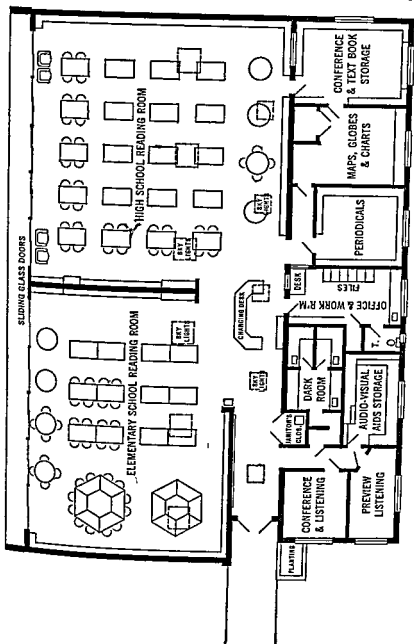 SLIDING GLASS DOORS
HIGH SCHOOL READING ROOM
SKY
LIGHTS
SKY
LIGHTS
CONFERENCE
& TEXT BOOK
STORAGE
MAPS, GLOBES
& CHARTS
PERIODICALS
DESK
FILES
OFFICE & WORK R'M
T.
CHARGING DESK
ELEMENTARY SCHOOL READING ROOM
SKY
LIGHTS
SKY
LIGHTS
DARK
ROOM
JANITOR'S
CLOS.
AUDIO-VISUAL
AIDS STORAGE
CONFERENCE
& LISTENING
PREVIEW
LISTENING
PLANTING